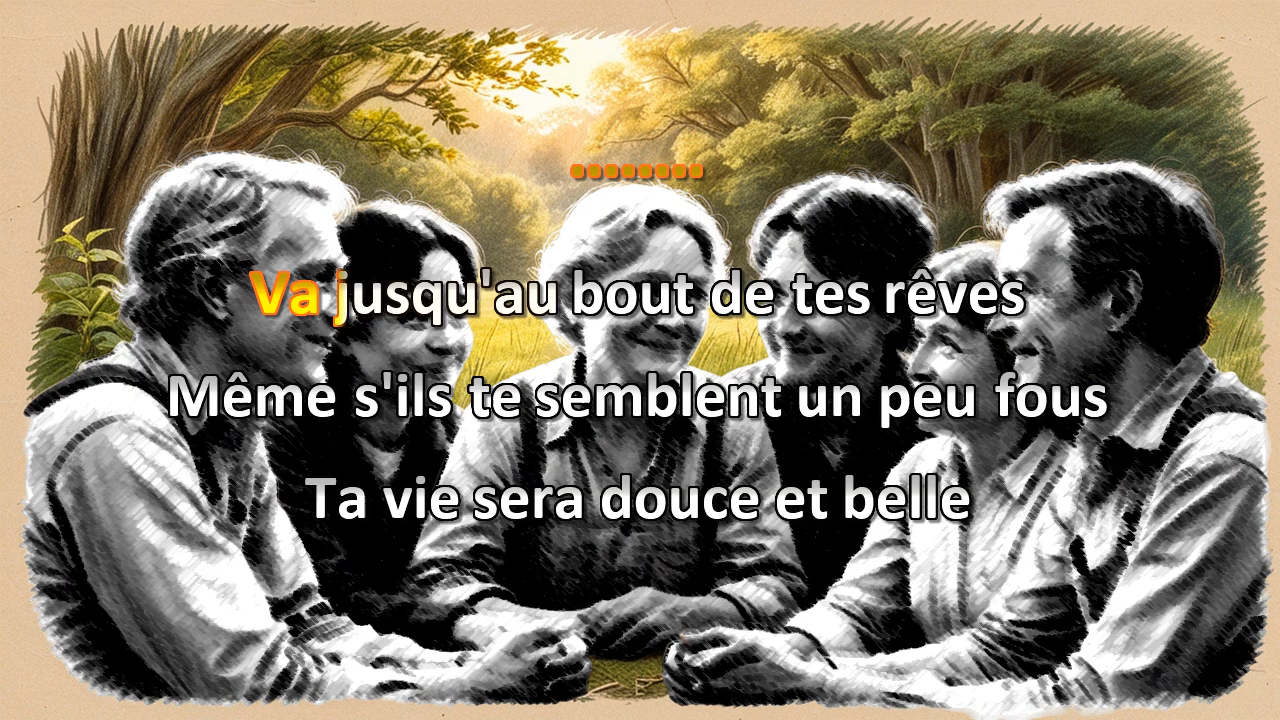 Va jusqu'au bout de tes rêves
Même s'ils te semblent un peu fous
Ta vie sera douce et belle